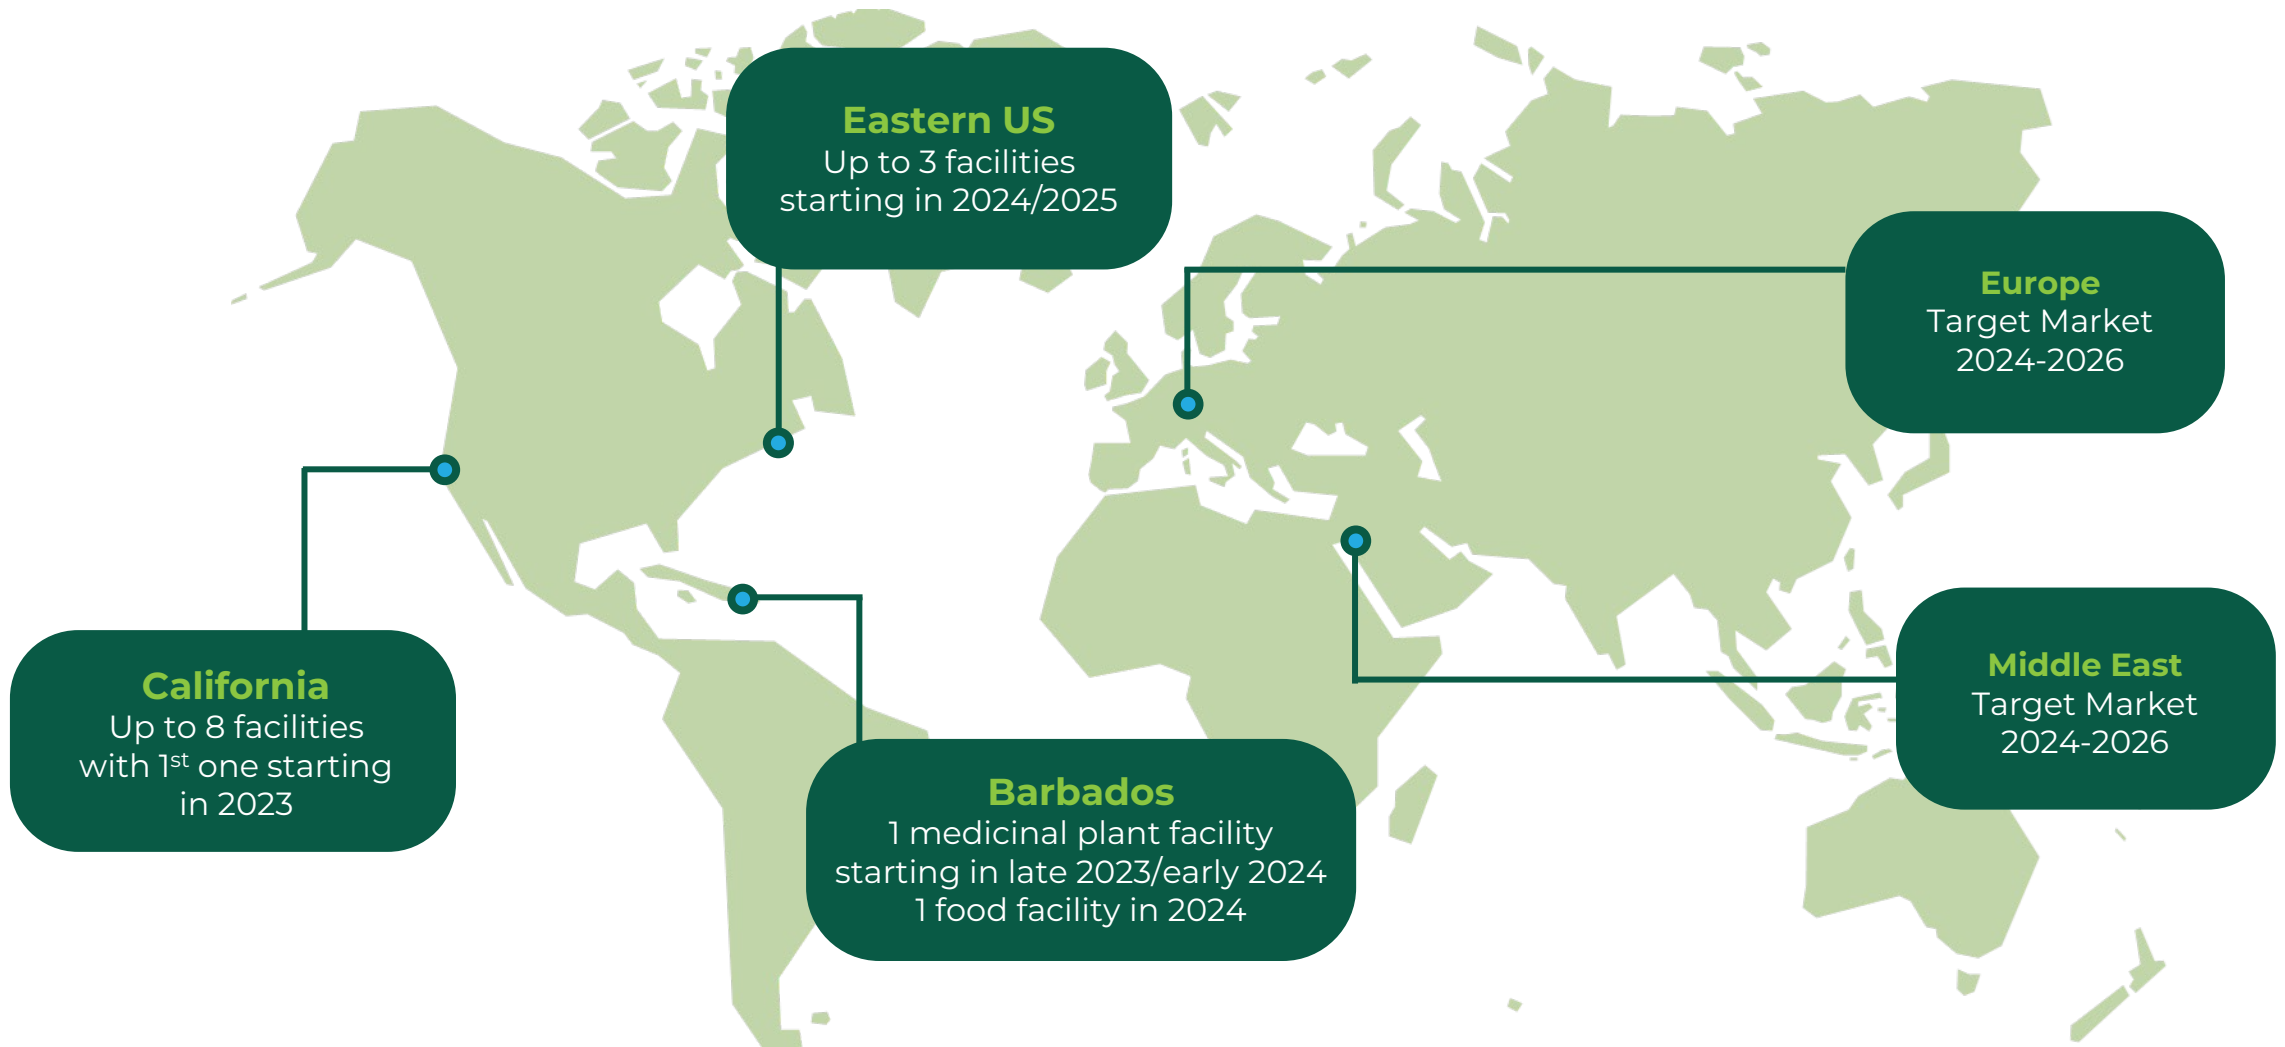 Eastern US
Up to 3 facilities
starting in 2024/2025
Europe
Target Market
2024-2026
California
Up to 8 facilities
with 1st one starting
in 2023
Barbados
1 medicinal plant facility
starting in late 2023/early 2024
1 food facility in 2024
Middle East
Target Market
2024-2026